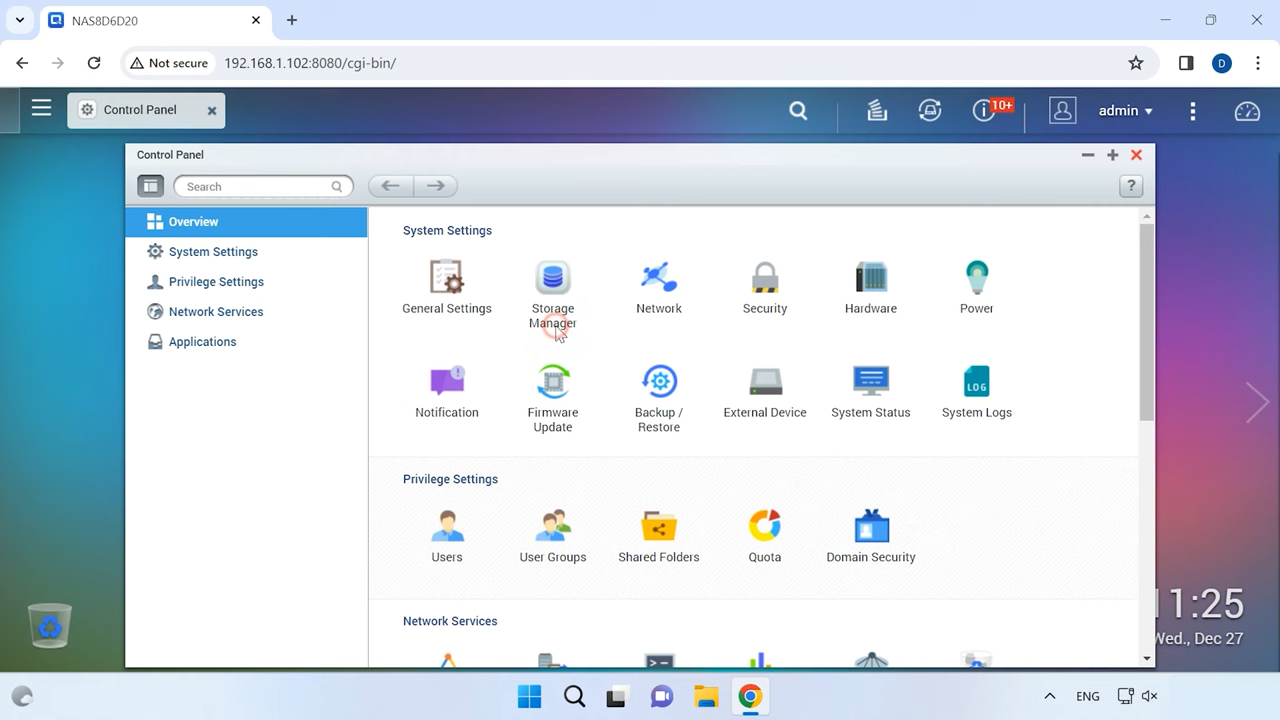 NAS8D6D20
Not secure
192.168.1.102:8080/cgi-bin/
D
Control Panel
10+
admin
Control Panel
Search
?
Overview
System Settings
Privilege Settings
Network Services
Applications
System Settings
General Settings
Storage
Manager
Network
Security
Hardware
Power
Notification
Firmware
Update
Backup /
Restore
External Device
System Status
LOG
System Logs
Privilege Settings
Users
User Groups
Shared Folders
Quota
Domain Security
Network Services
11:25
Wed., Dec 27
ENG